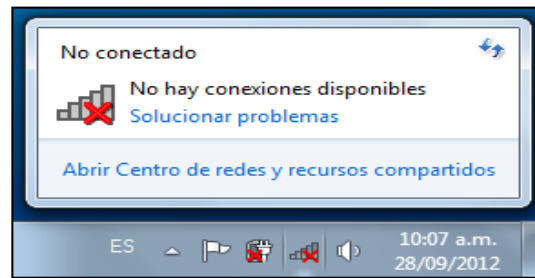 No conectado
No hay conexiones disponibles
Solucionar problemas
Abrir Centro de redes y recursos compartidos
ES
10:07 a.m.
28/09/2012